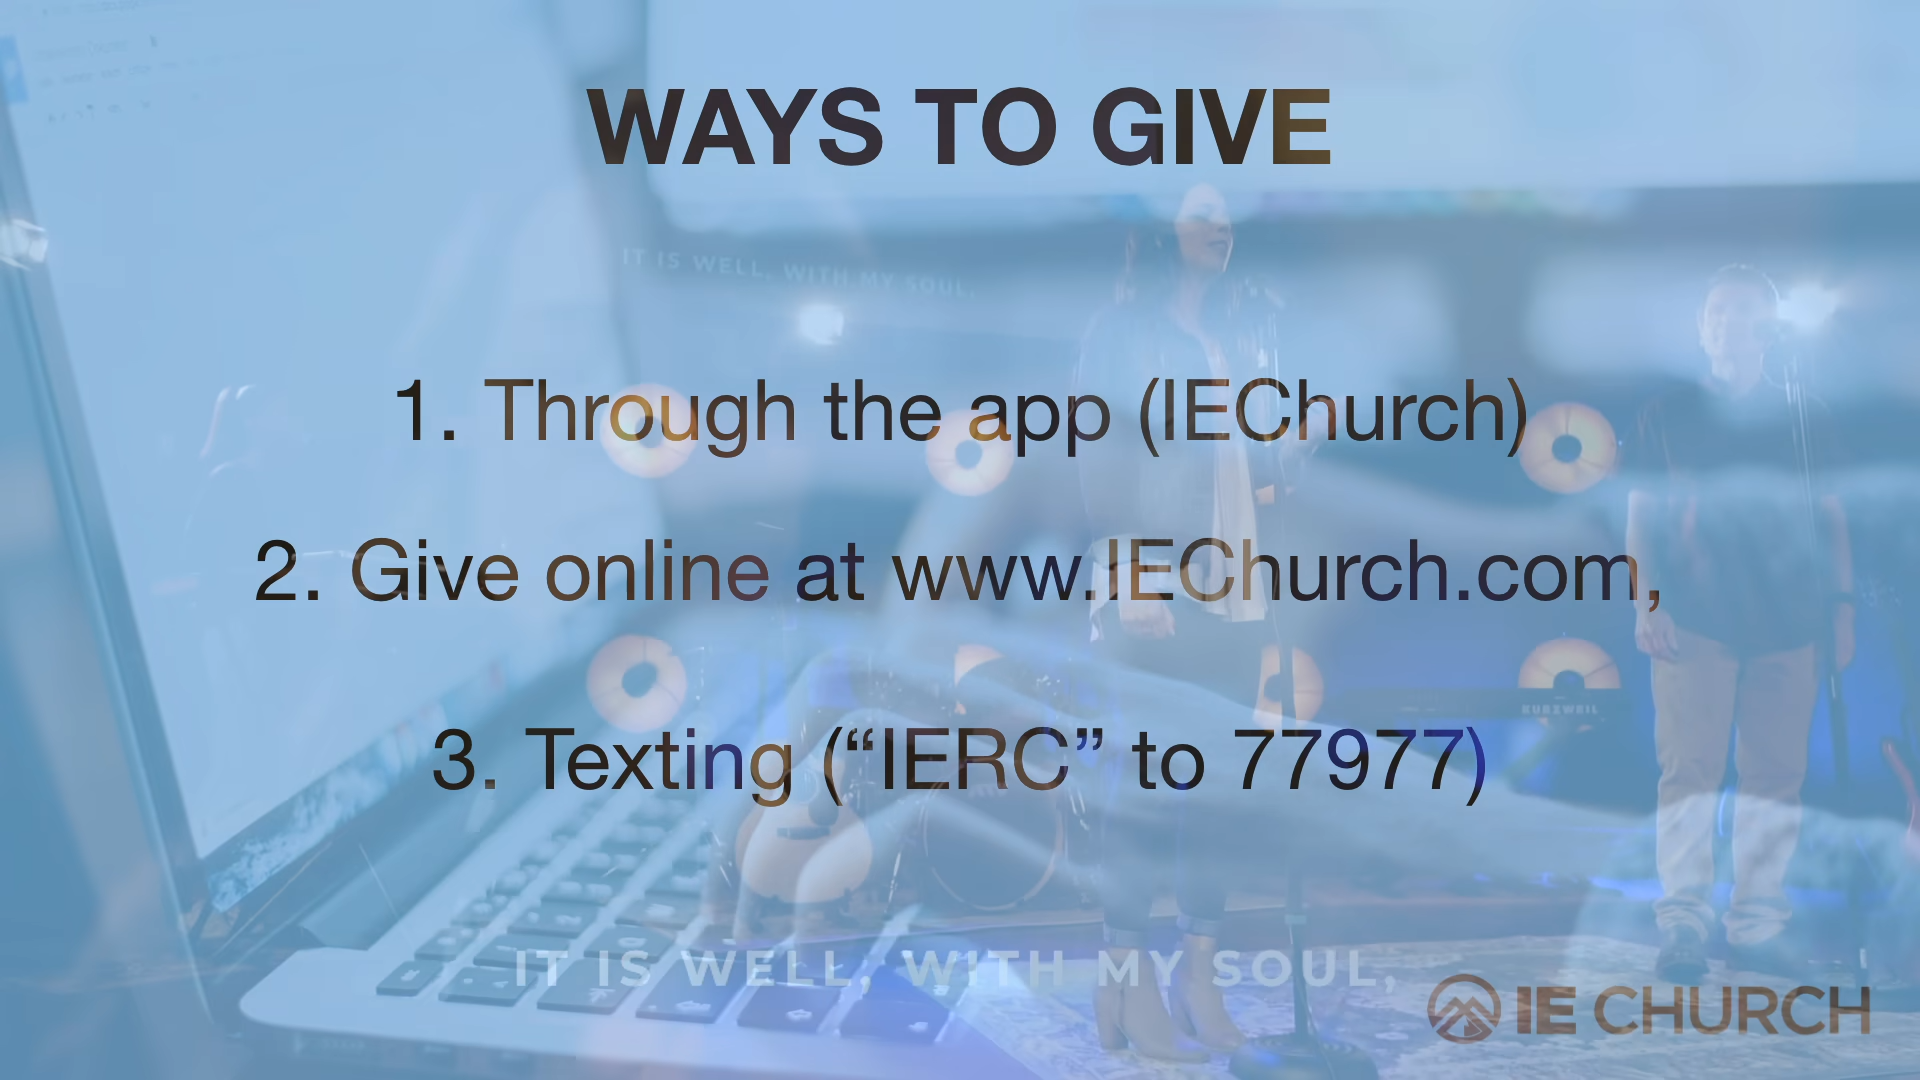 WAYS TO GIVE
IT IS WELL, WITH MY SOUL,
1. Through the app (IEChurch)
2. Give online at www.IEChurch.com,
KURZWEIL
3. Texting (“IERC” to 77977)
IT IS WELL, WITH MY SOUL,
IE CHURCH